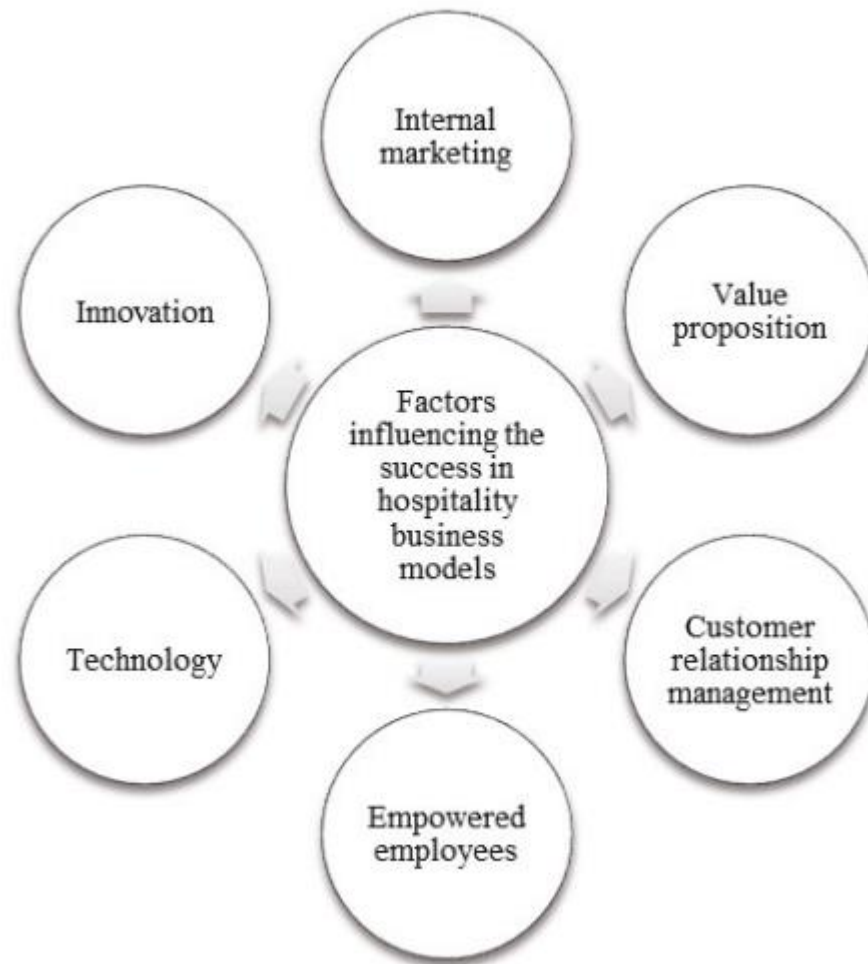 Internal
marketing
Value
proposition
Customer
relationship
management
Empowered
employees
Technology
Innovation
Factors
influencing the
success in
hospitality
business
models